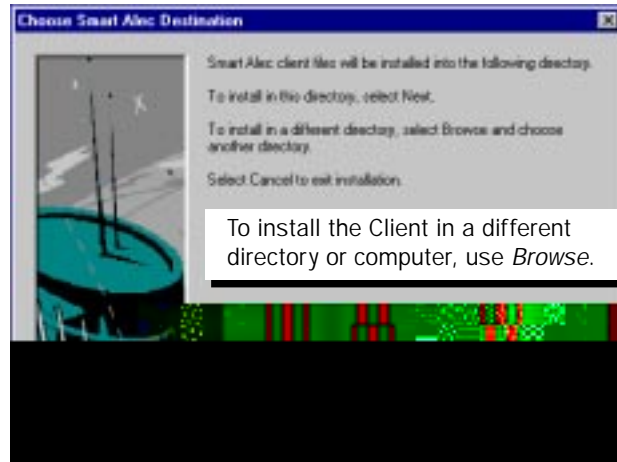 Choose Smart Alec Destination
Smart Alec client files will be installed into the following directory.
To install in this directory, select Next.
To install in a different directory, select Browse and choose
another directory.
Select Cancel to exit installation.
To install the Client in a different
directory or computer, use Browse.